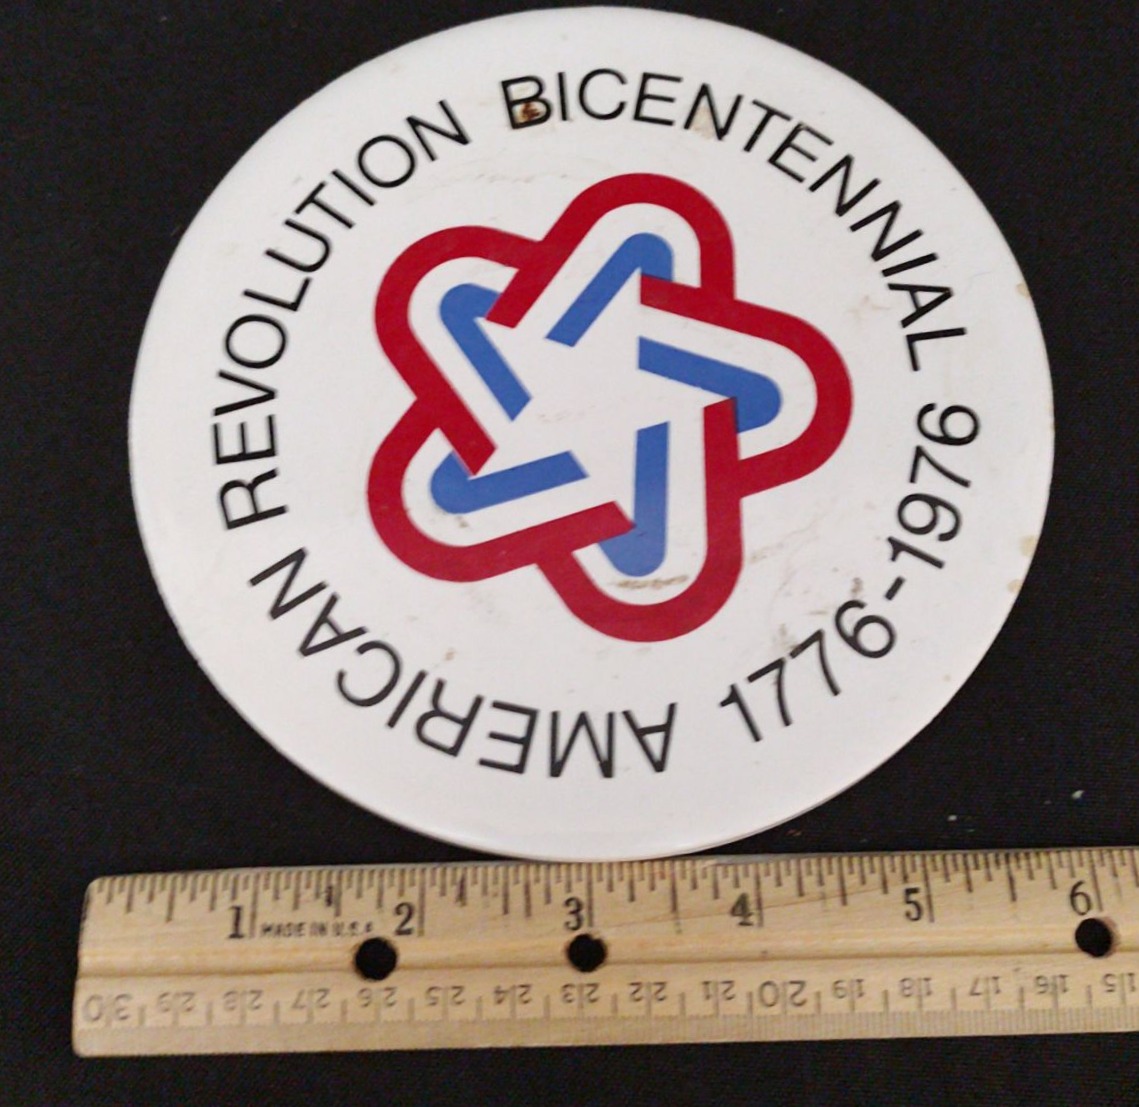 AMERICAN REVOLUTION BICENTENNIAL 1776-1976
1 2 3 4 5 6
MADE IN U.S.A
30 29 28 27 26 25 24 23 22 21 20 19 18 17 16 15